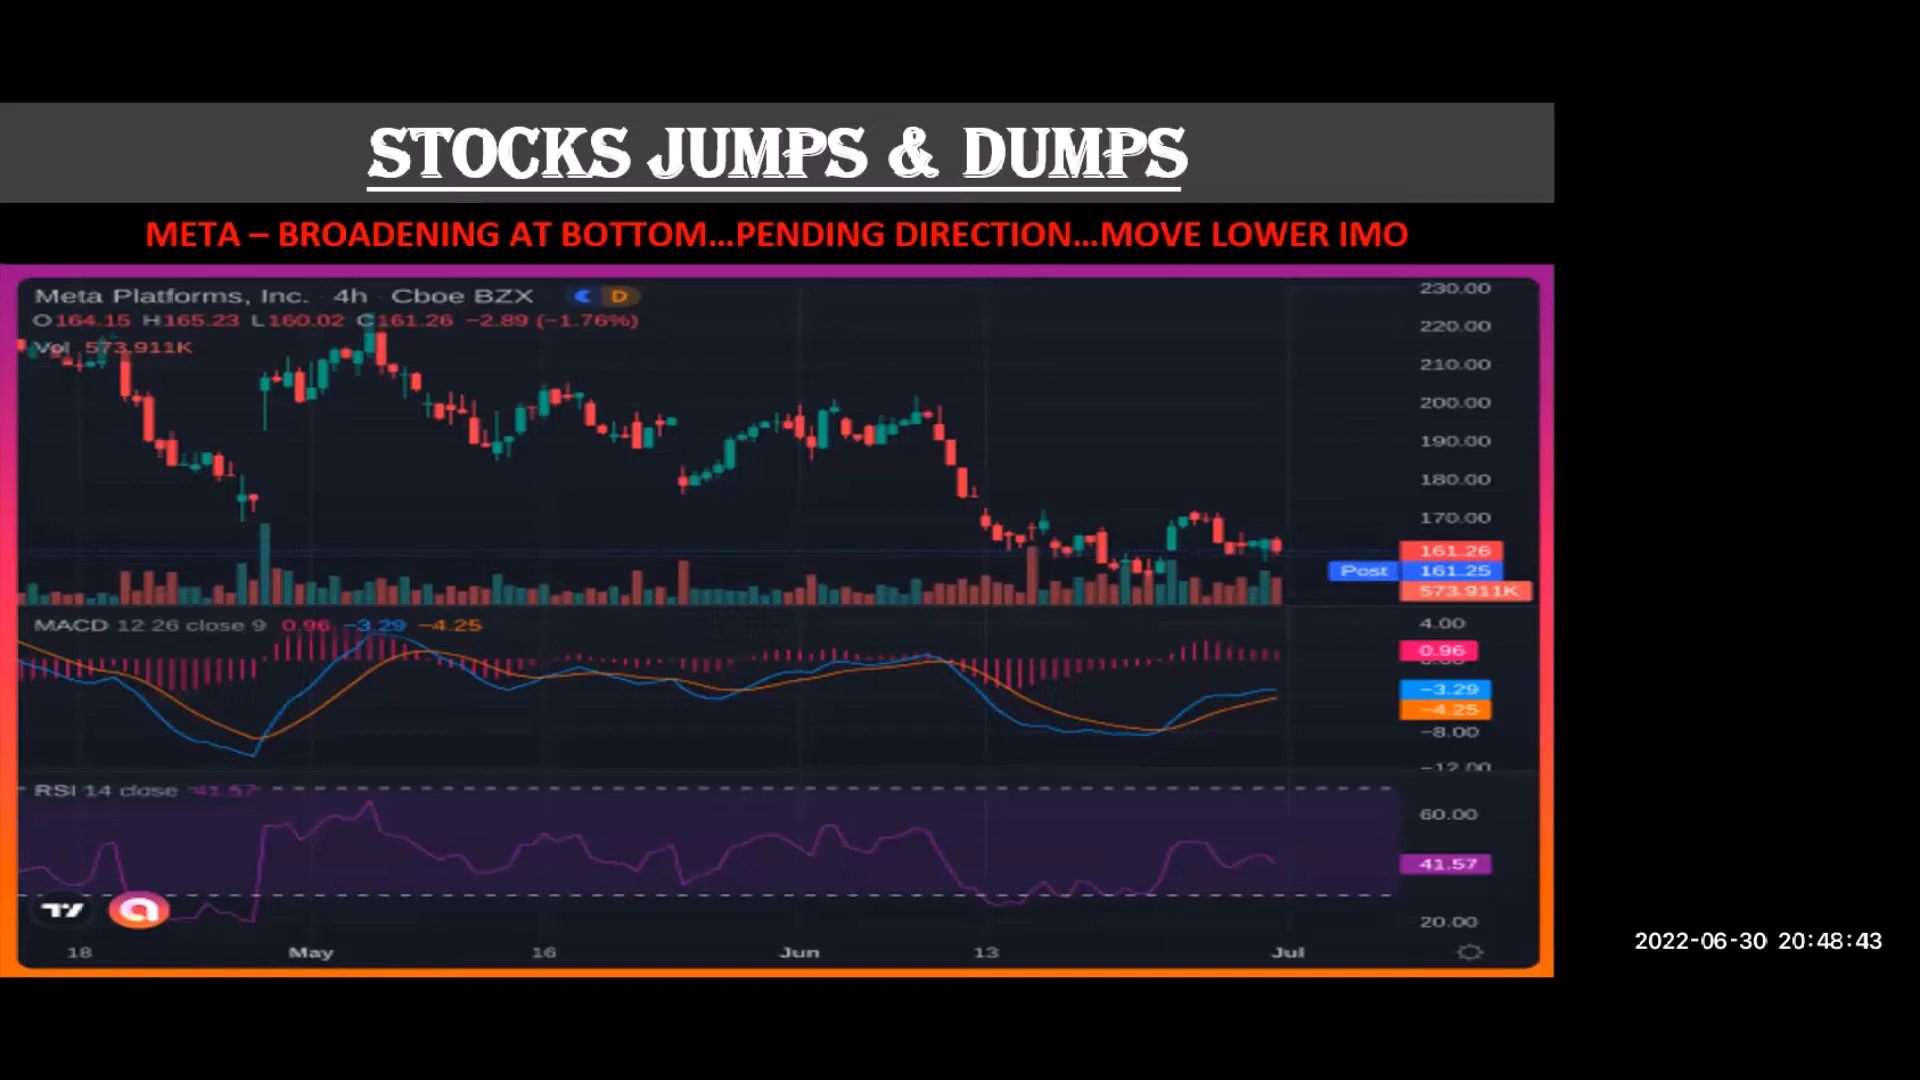 STOCKS JUMPS & DUMPS
META – BROADENING AT BOTTOM...PENDING DIRECTION...MOVE LOWER IMO
Meta Platforms, Inc. 4h Cboe BZX D
O164.15 H165.23 L160.02 C161.26 −2.89 (−1.76%)
Vol 573.911K
230.00
220.00
210.00
200.00
190.00
180.00
170.00
161.26
Post 161.25
573.911K
MACD 12 26 close 9 0.96 −3.29 −4.25
4.00
0.96
−3.29
−4.25
−8.00
−12.00
RSI 14 close 41.57
60.00
41.57
20.00
18 May 16 Jun 13 Jul
2022-06-30 20:48:43